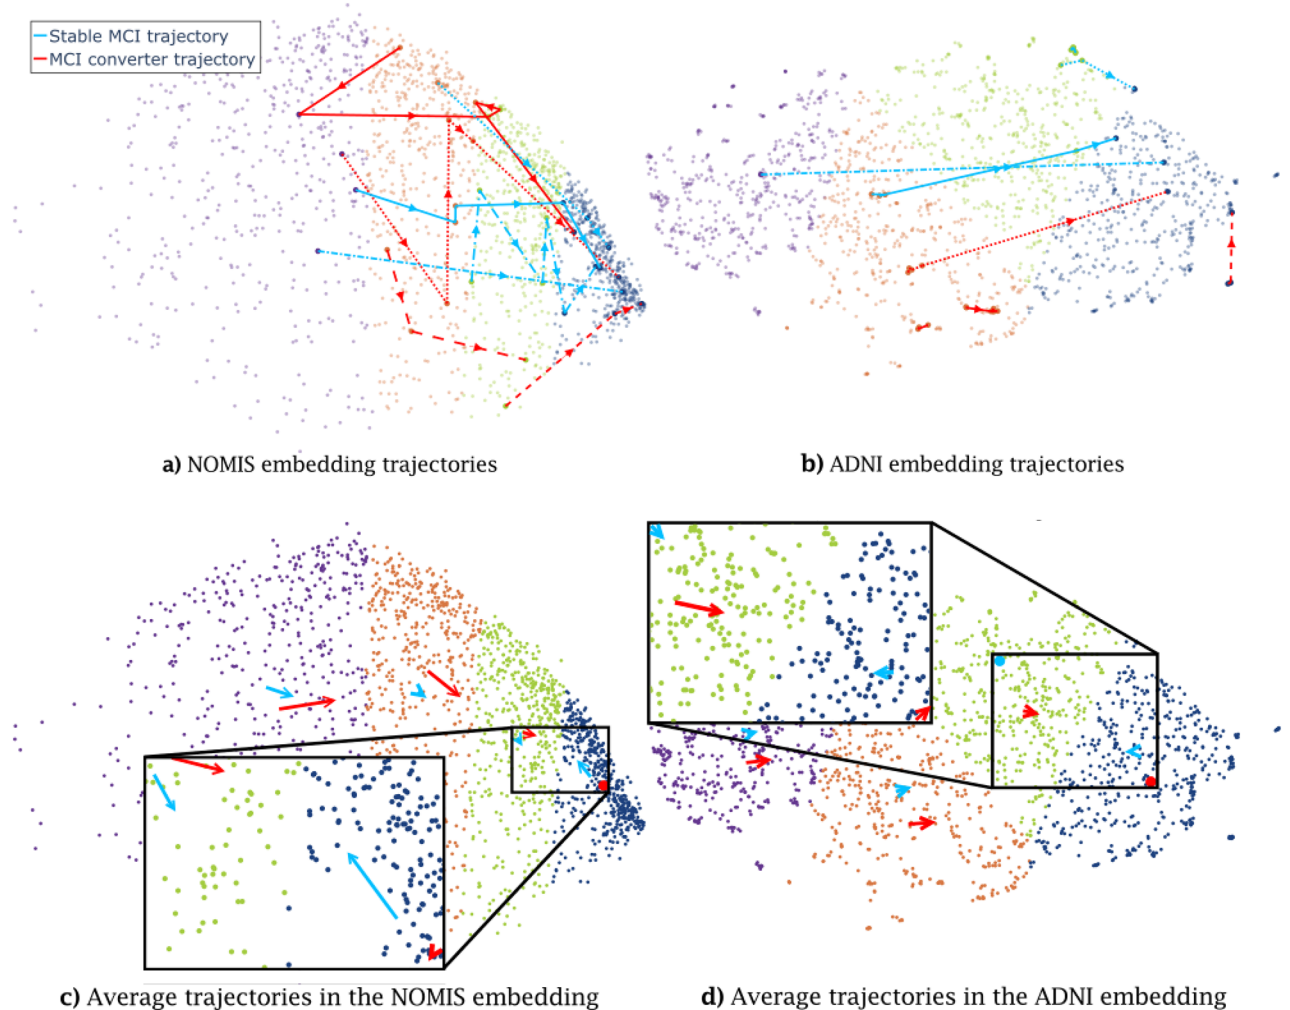 Stable MCI trajectory
MCI converter trajectory
a) NOMIS embedding trajectories
b) ADNI embedding trajectories
c) Average trajectories in the NOMIS embedding
d) Average trajectories in the ADNI embedding